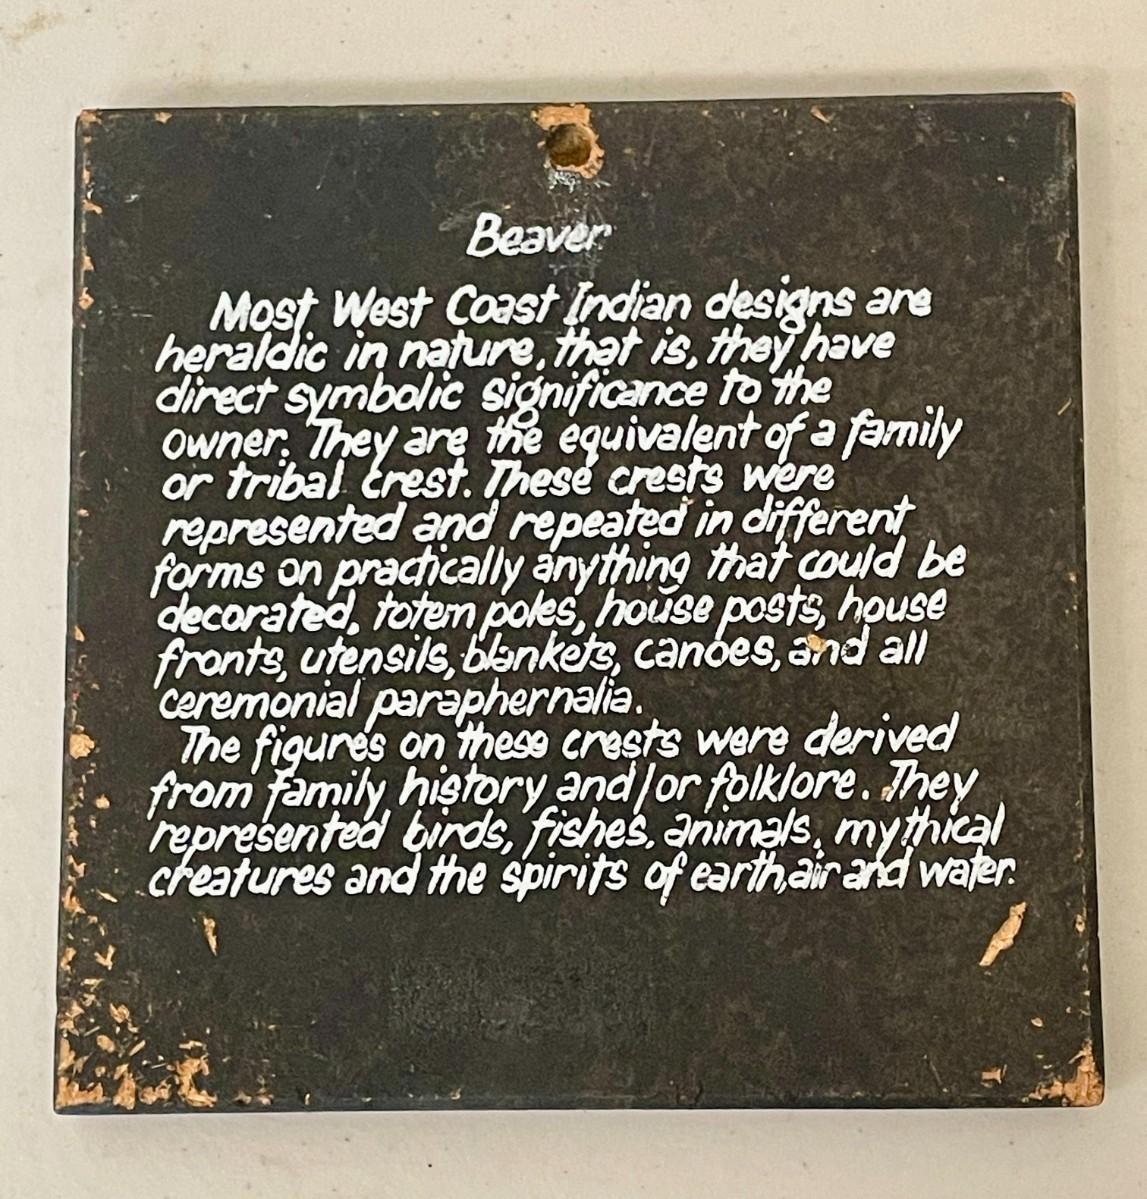 Beaver
Most West Coast Indian designs are
heraldic in nature, that is, they have
direct symbolic significance to the
owner. They are the equivalent of a family
or tribal crest. These crests were
represented and repeated in different
forms on practically anything that could be
decorated, totem poles, house posts, house
fronts, utensils, blankets, canoes, and all
ceremonial paraphernalia.
The figures on these crests were derived
from family history and/or folklore. They
represented birds, fishes, animals, mythical
creatures and the spirits of earth,air and water.